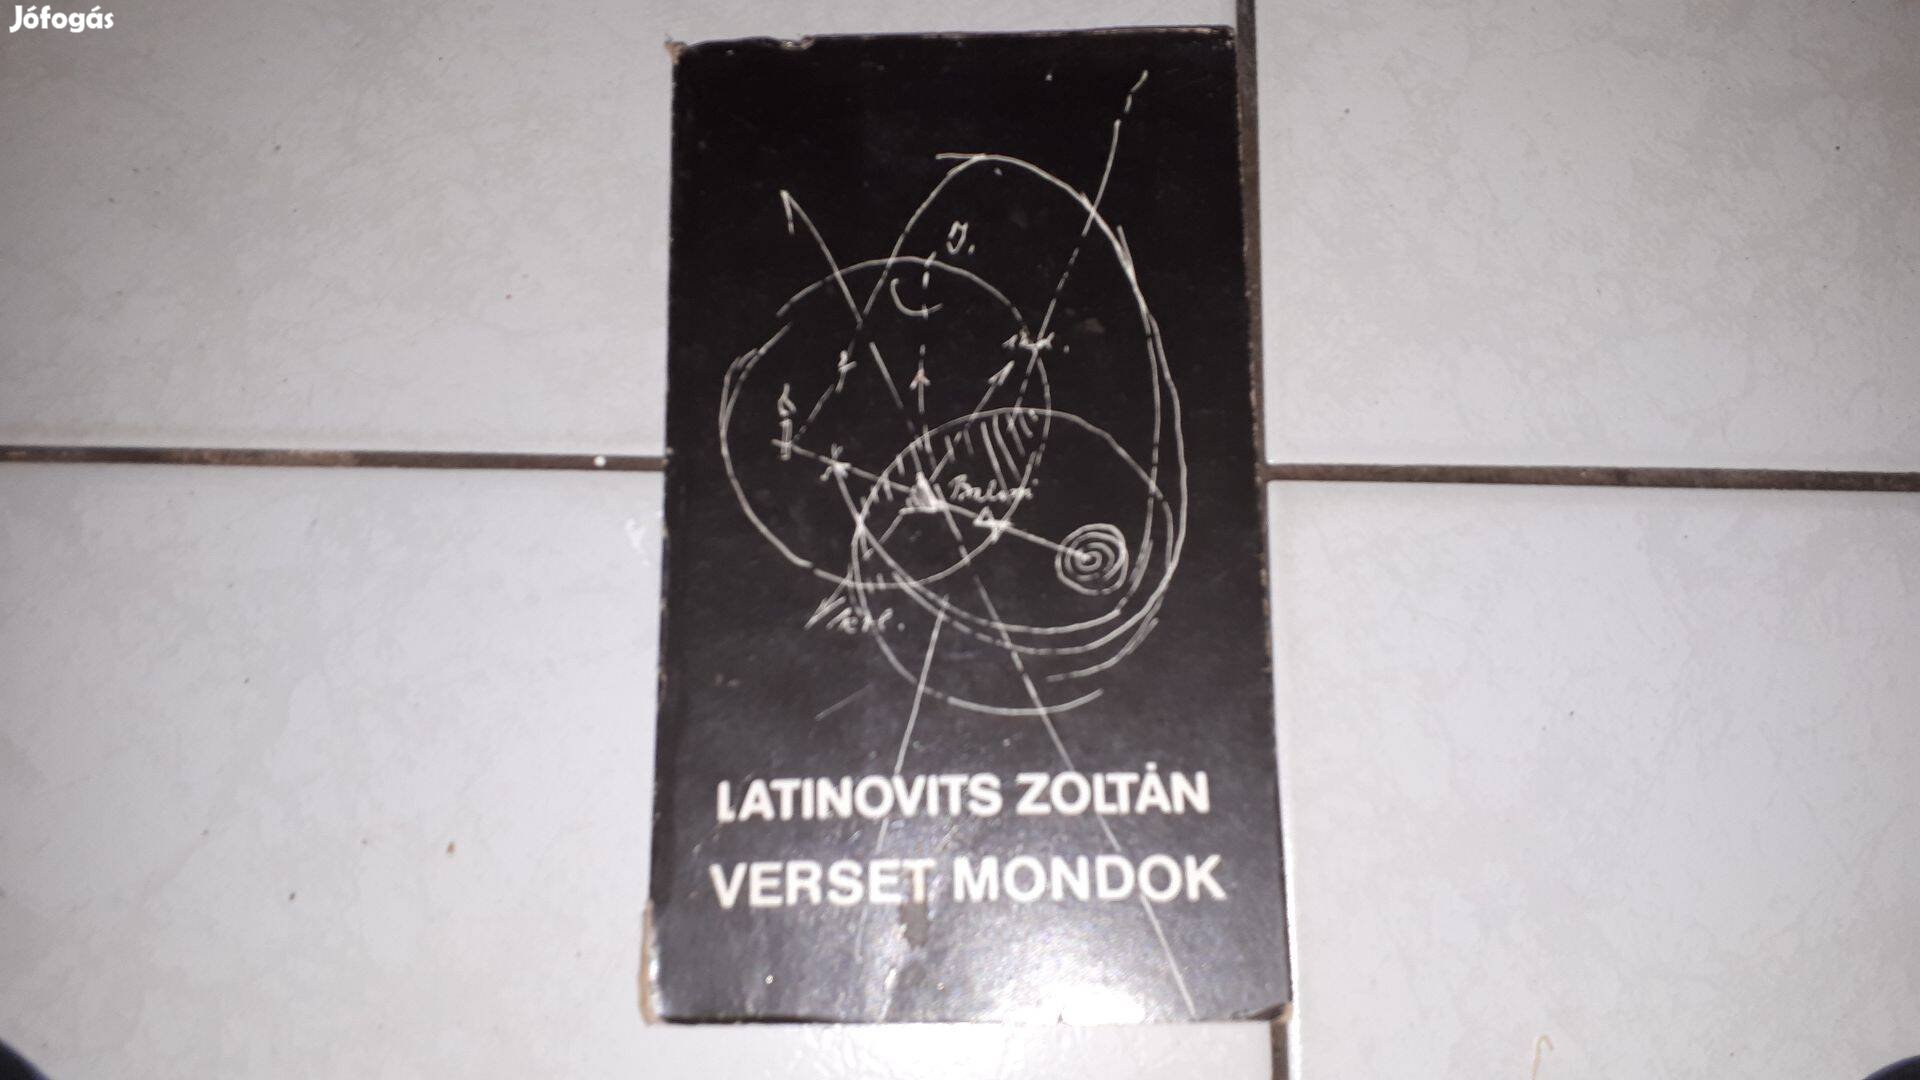 Jófogás
J.
LATINOVITS ZOLTÁN
VERSET MONDOK